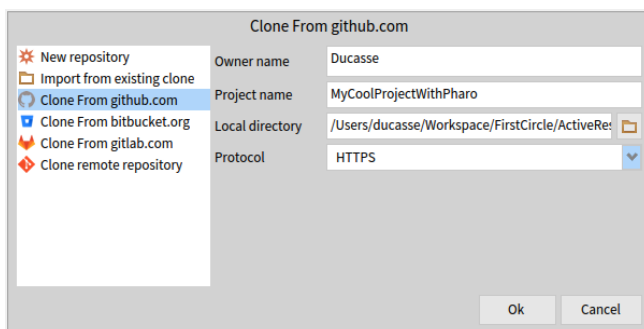 Clone From github.com
New repository
Import from existing clone
Clone From github.com
Clone From bitbucket.org
Clone From gitlab.com
Clone remote repository
Owner name Ducasse
Project name MyCoolProjectWithPharo
Local directory /Users/ducasse/Workspace/FirstCircle/ActiveRes
Protocol HTTPS
Ok Cancel